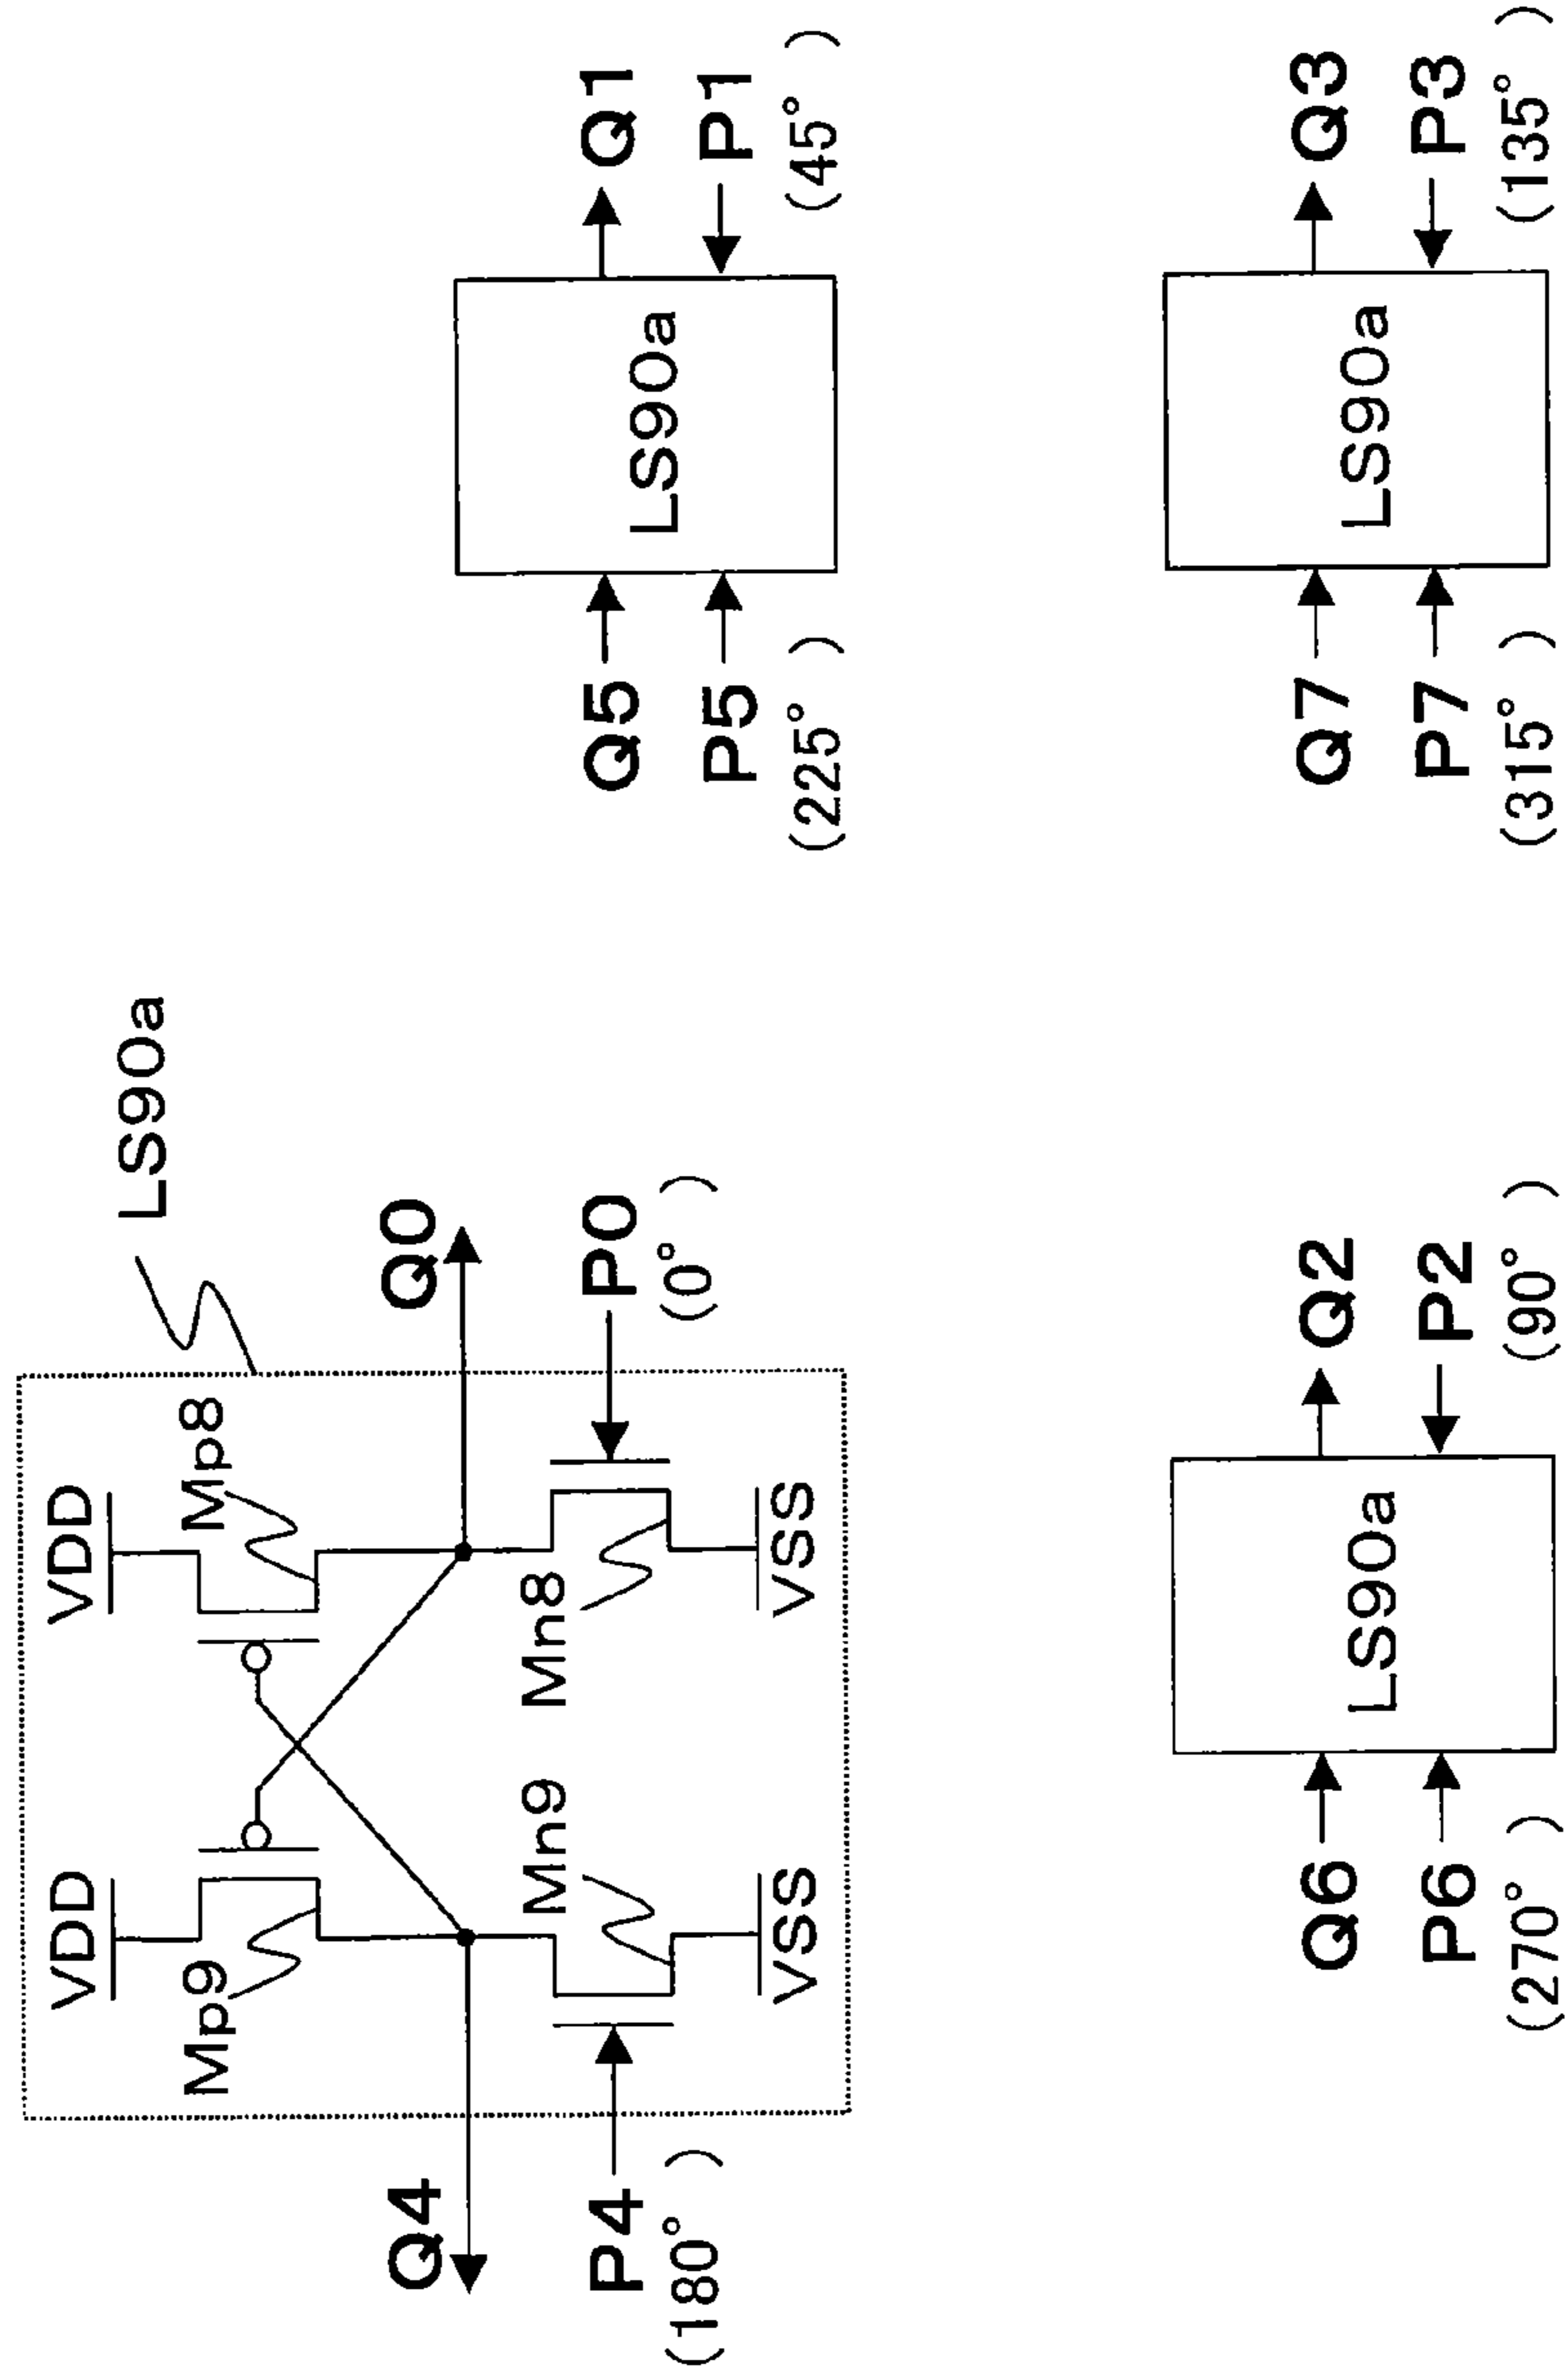 LS90a
VDD
VDD
Mp9
Mp8
Q4
Q0
Mn9
Mn8
P4
P0
(180°)
(0°)
VSS
VSS
Q5
LS90a
Q1
P5
P1
(225°)
(45°)
Q6
LS90a
Q2
P6
P2
(270°)
(90°)
Q7
LS90a
Q3
P7
P3
(315°)
(135°)